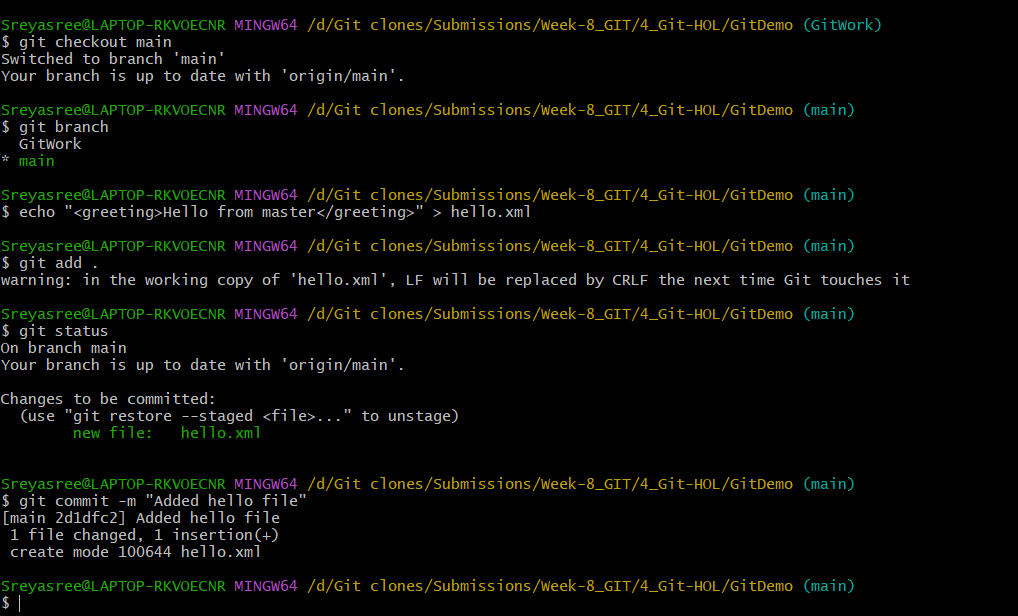 Sreyasree@LAPTOP-RKVOECNR MINGW64 /d/Git clones/Submissions/Week-8_GIT/4_Git-HOL/GitDemo (GitWork)
$ git checkout main
Switched to branch 'main'
Your branch is up to date with 'origin/main'.

Sreyasree@LAPTOP-RKVOECNR MINGW64 /d/Git clones/Submissions/Week-8_GIT/4_Git-HOL/GitDemo (main)
$ git branch
  GitWork
* main

Sreyasree@LAPTOP-RKVOECNR MINGW64 /d/Git clones/Submissions/Week-8_GIT/4_Git-HOL/GitDemo (main)
$ echo "<greeting>Hello from master</greeting>" > hello.xml

Sreyasree@LAPTOP-RKVOECNR MINGW64 /d/Git clones/Submissions/Week-8_GIT/4_Git-HOL/GitDemo (main)
$ git add .
warning: in the working copy of 'hello.xml', LF will be replaced by CRLF the next time Git touches it

Sreyasree@LAPTOP-RKVOECNR MINGW64 /d/Git clones/Submissions/Week-8_GIT/4_Git-HOL/GitDemo (main)
$ git status
On branch main
Your branch is up to date with 'origin/main'.

Changes to be committed:
  (use "git restore --staged <file>..." to unstage)
        new file:   hello.xml

Sreyasree@LAPTOP-RKVOECNR MINGW64 /d/Git clones/Submissions/Week-8_GIT/4_Git-HOL/GitDemo (main)
$ git commit -m "Added hello file"
[main 2d1dfc2] Added hello file
 1 file changed, 1 insertion(+)
 create mode 100644 hello.xml

Sreyasree@LAPTOP-RKVOECNR MINGW64 /d/Git clones/Submissions/Week-8_GIT/4_Git-HOL/GitDemo (main)
$